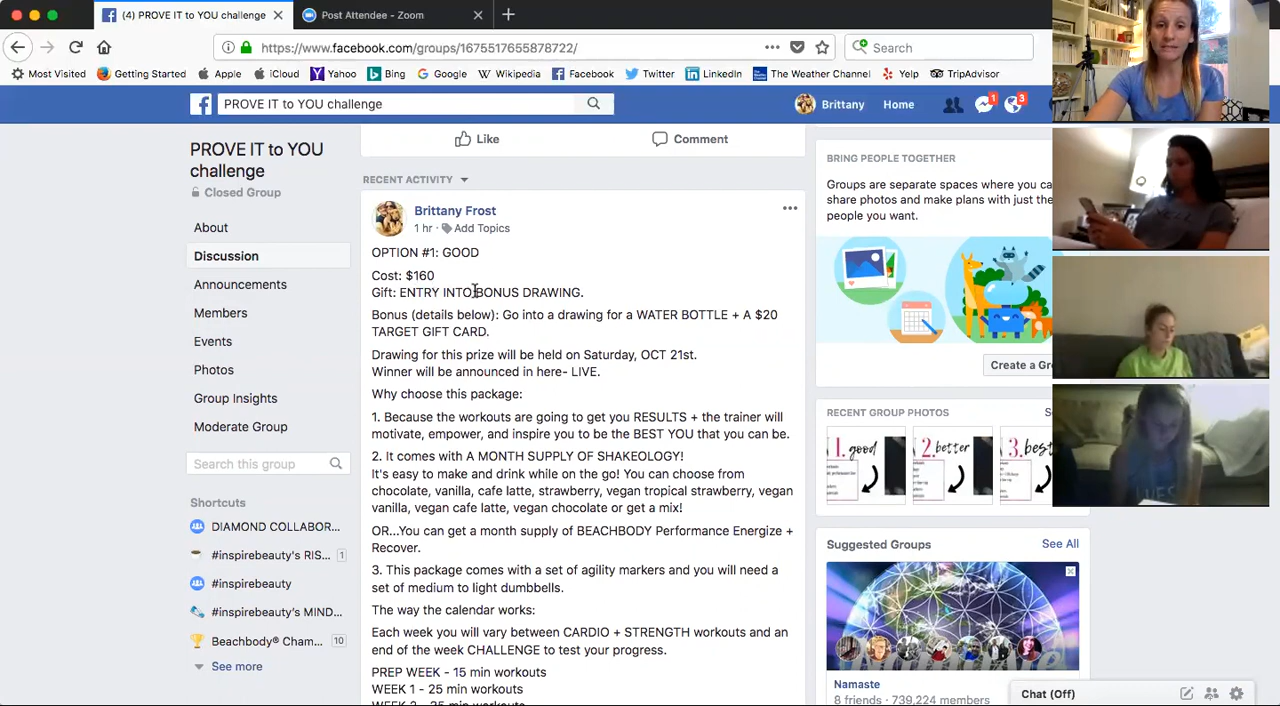 (4) PROVE IT to YOU challenge
Post Attendee - Zoom
https://www.facebook.com/groups/1675517655878722/
Search
Most Visited
Getting Started
Apple
iCloud
Yahoo
Bing
Google
Wikipedia
Facebook
Twitter
LinkedIn
The Weather Channel
Yelp
TripAdvisor
PROVE IT to YOU challenge
Brittany
Home
1
3
PROVE IT to YOU
challenge
Closed Group
About
Discussion
Announcements
Members
Events
Photos
Group Insights
Moderate Group
Search this group
Shortcuts
DIAMOND COLLABOR...
#inspirebeauty's RIS...
1
#inspirebeauty
#inspirebeauty's MIND...
Beachbody® Cham...
10
See more
Like
Comment
RECENT ACTIVITY
Brittany Frost
1 hr · Add Topics
OPTION #1: GOOD
Cost: $160
Gift: ENTRY INTO BONUS DRAWING.
Bonus (details below): Go into a drawing for a WATER BOTTLE + A $20
TARGET GIFT CARD.
Drawing for this prize will be held on Saturday, OCT 21st.
Winner will be announced in here- LIVE.
Why choose this package:
1. Because the workouts are going to get you RESULTS + the trainer will
motivate, empower, and inspire you to be the BEST YOU that you can be.
2. It comes with A MONTH SUPPLY OF SHAKEOLOGY!
It's easy to make and drink while on the go! You can choose from
chocolate, vanilla, cafe latte, strawberry, vegan tropical strawberry, vegan
vanilla, vegan cafe latte, vegan chocolate or get a mix!
OR...You can get a month supply of BEACHBODY Performance Energize +
Recover.
3. This package comes with a set of agility markers and you will need a
set of medium to light dumbbells.
The way the calendar works:
Each week you will vary between CARDIO + STRENGTH workouts and an
end of the week CHALLENGE to test your progress.
PREP WEEK - 15 min workouts
WEEK 1 - 25 min workouts
BRING PEOPLE TOGETHER
Groups are separate spaces where you ca
share photos and make plans with just the
people you want.
Create a Gr
RECENT GROUP PHOTOS
S
1. good
2. better
3. bes
Suggested Groups
See All
Namaste
8 friends · 739,224 members
Chat (Off)